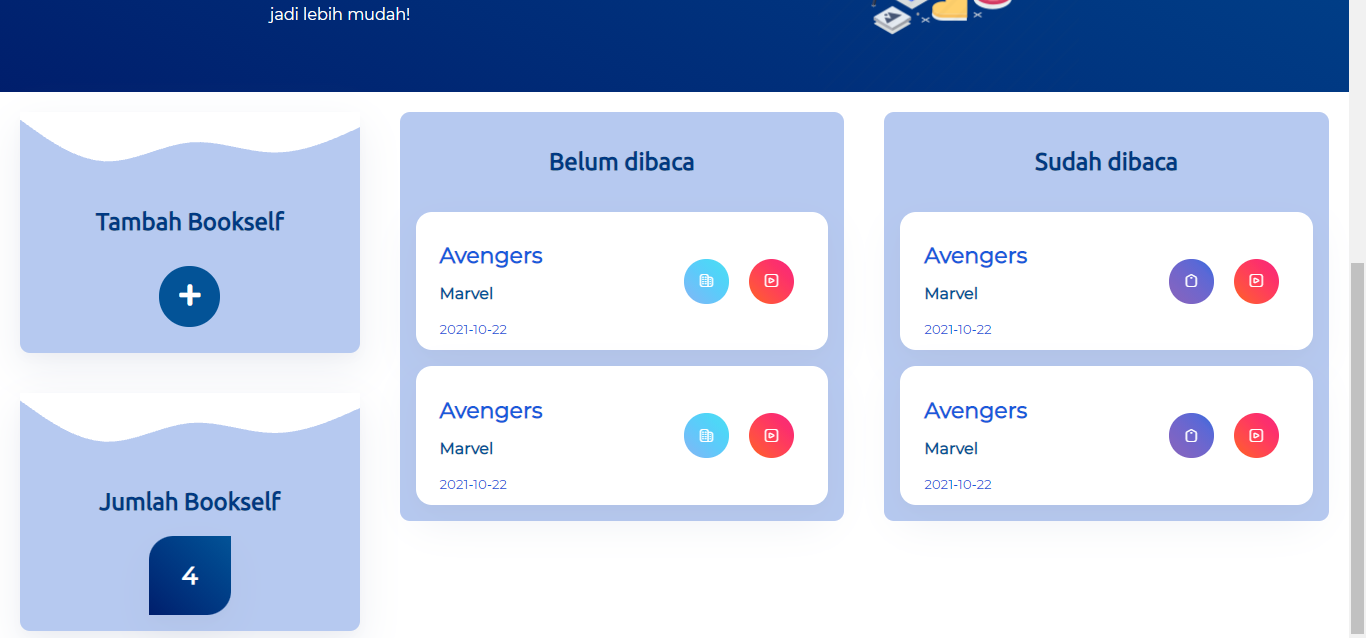 jadi lebih mudah!
Tambah Bookself
+
Jumlah Bookself
4
Belum dibaca
Avengers
Marvel
2021-10-22
Avengers
Marvel
2021-10-22
Sudah dibaca
Avengers
Marvel
2021-10-22
Avengers
Marvel
2021-10-22